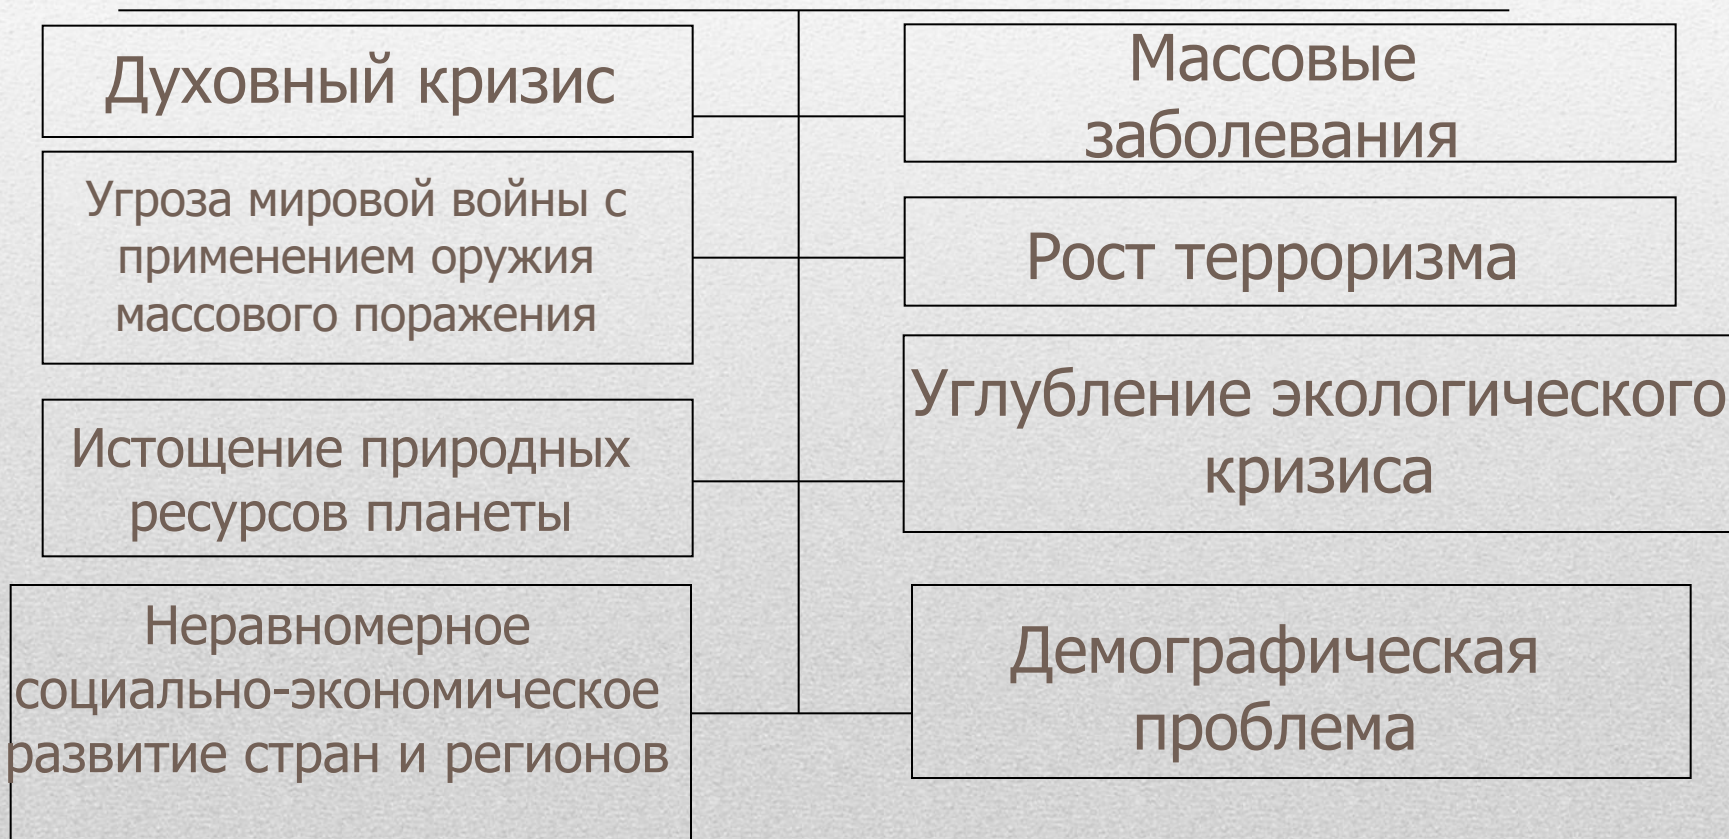 Духовный кризис
Массовые
заболевания
Угроза мировой войны с
применением оружия
массового поражения
Рост терроризма
Истощение природных
ресурсов планеты
Углубление экологического
кризиса
Неравномерное
социально-экономическое
развитие стран и регионов
Демографическая
проблема